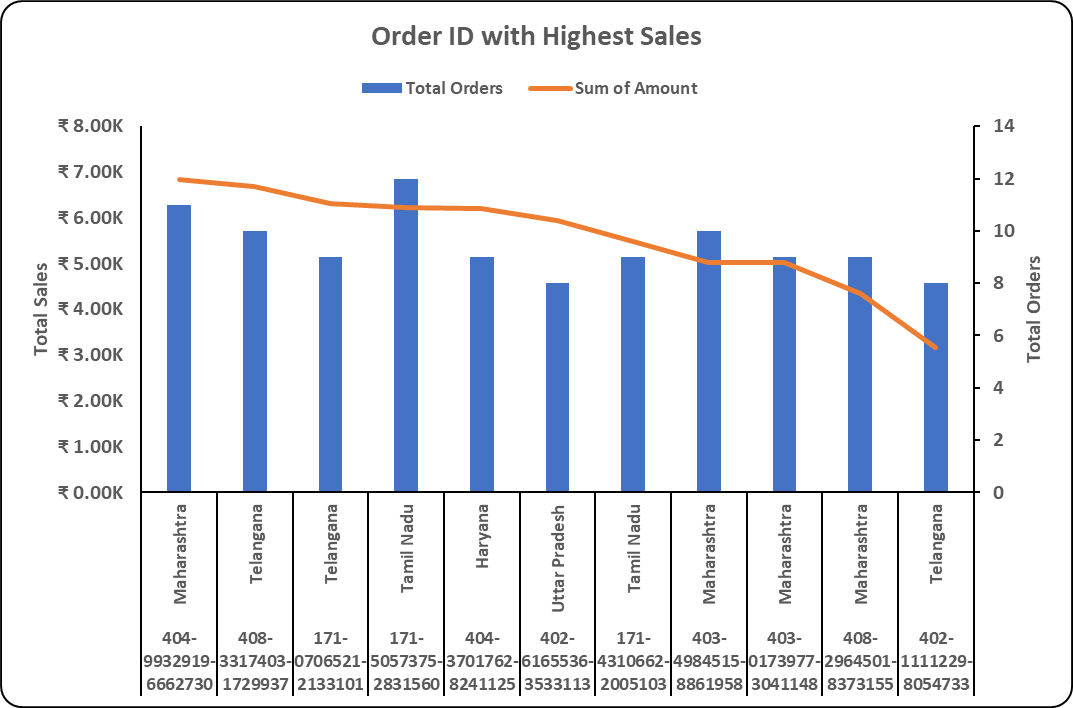 Order ID with Highest Sales
Total Orders
Sum of Amount
₹ 8.00K
₹ 7.00K
₹ 6.00K
₹ 5.00K
₹ 4.00K
₹ 3.00K
₹ 2.00K
₹ 1.00K
₹ 0.00K
Total Sales
14
12
10
8
6
4
2
0
Total Orders
Maharashtra
Telangana
Telangana
Tamil Nadu
Haryana
Uttar Pradesh
Tamil Nadu
Maharashtra
Maharashtra
Maharashtra
Telangana
404-
9932919-
6662730
408-
3317403-
1729937
171-
0706521-
2133101
171-
5057375-
2831560
404-
3701762-
8241125
402-
6165536-
3533113
171-
4310662-
2005103
403-
4984515-
8861958
403-
0173977-
3041148
408-
2964501-
8373155
402-
1111229-
8054733